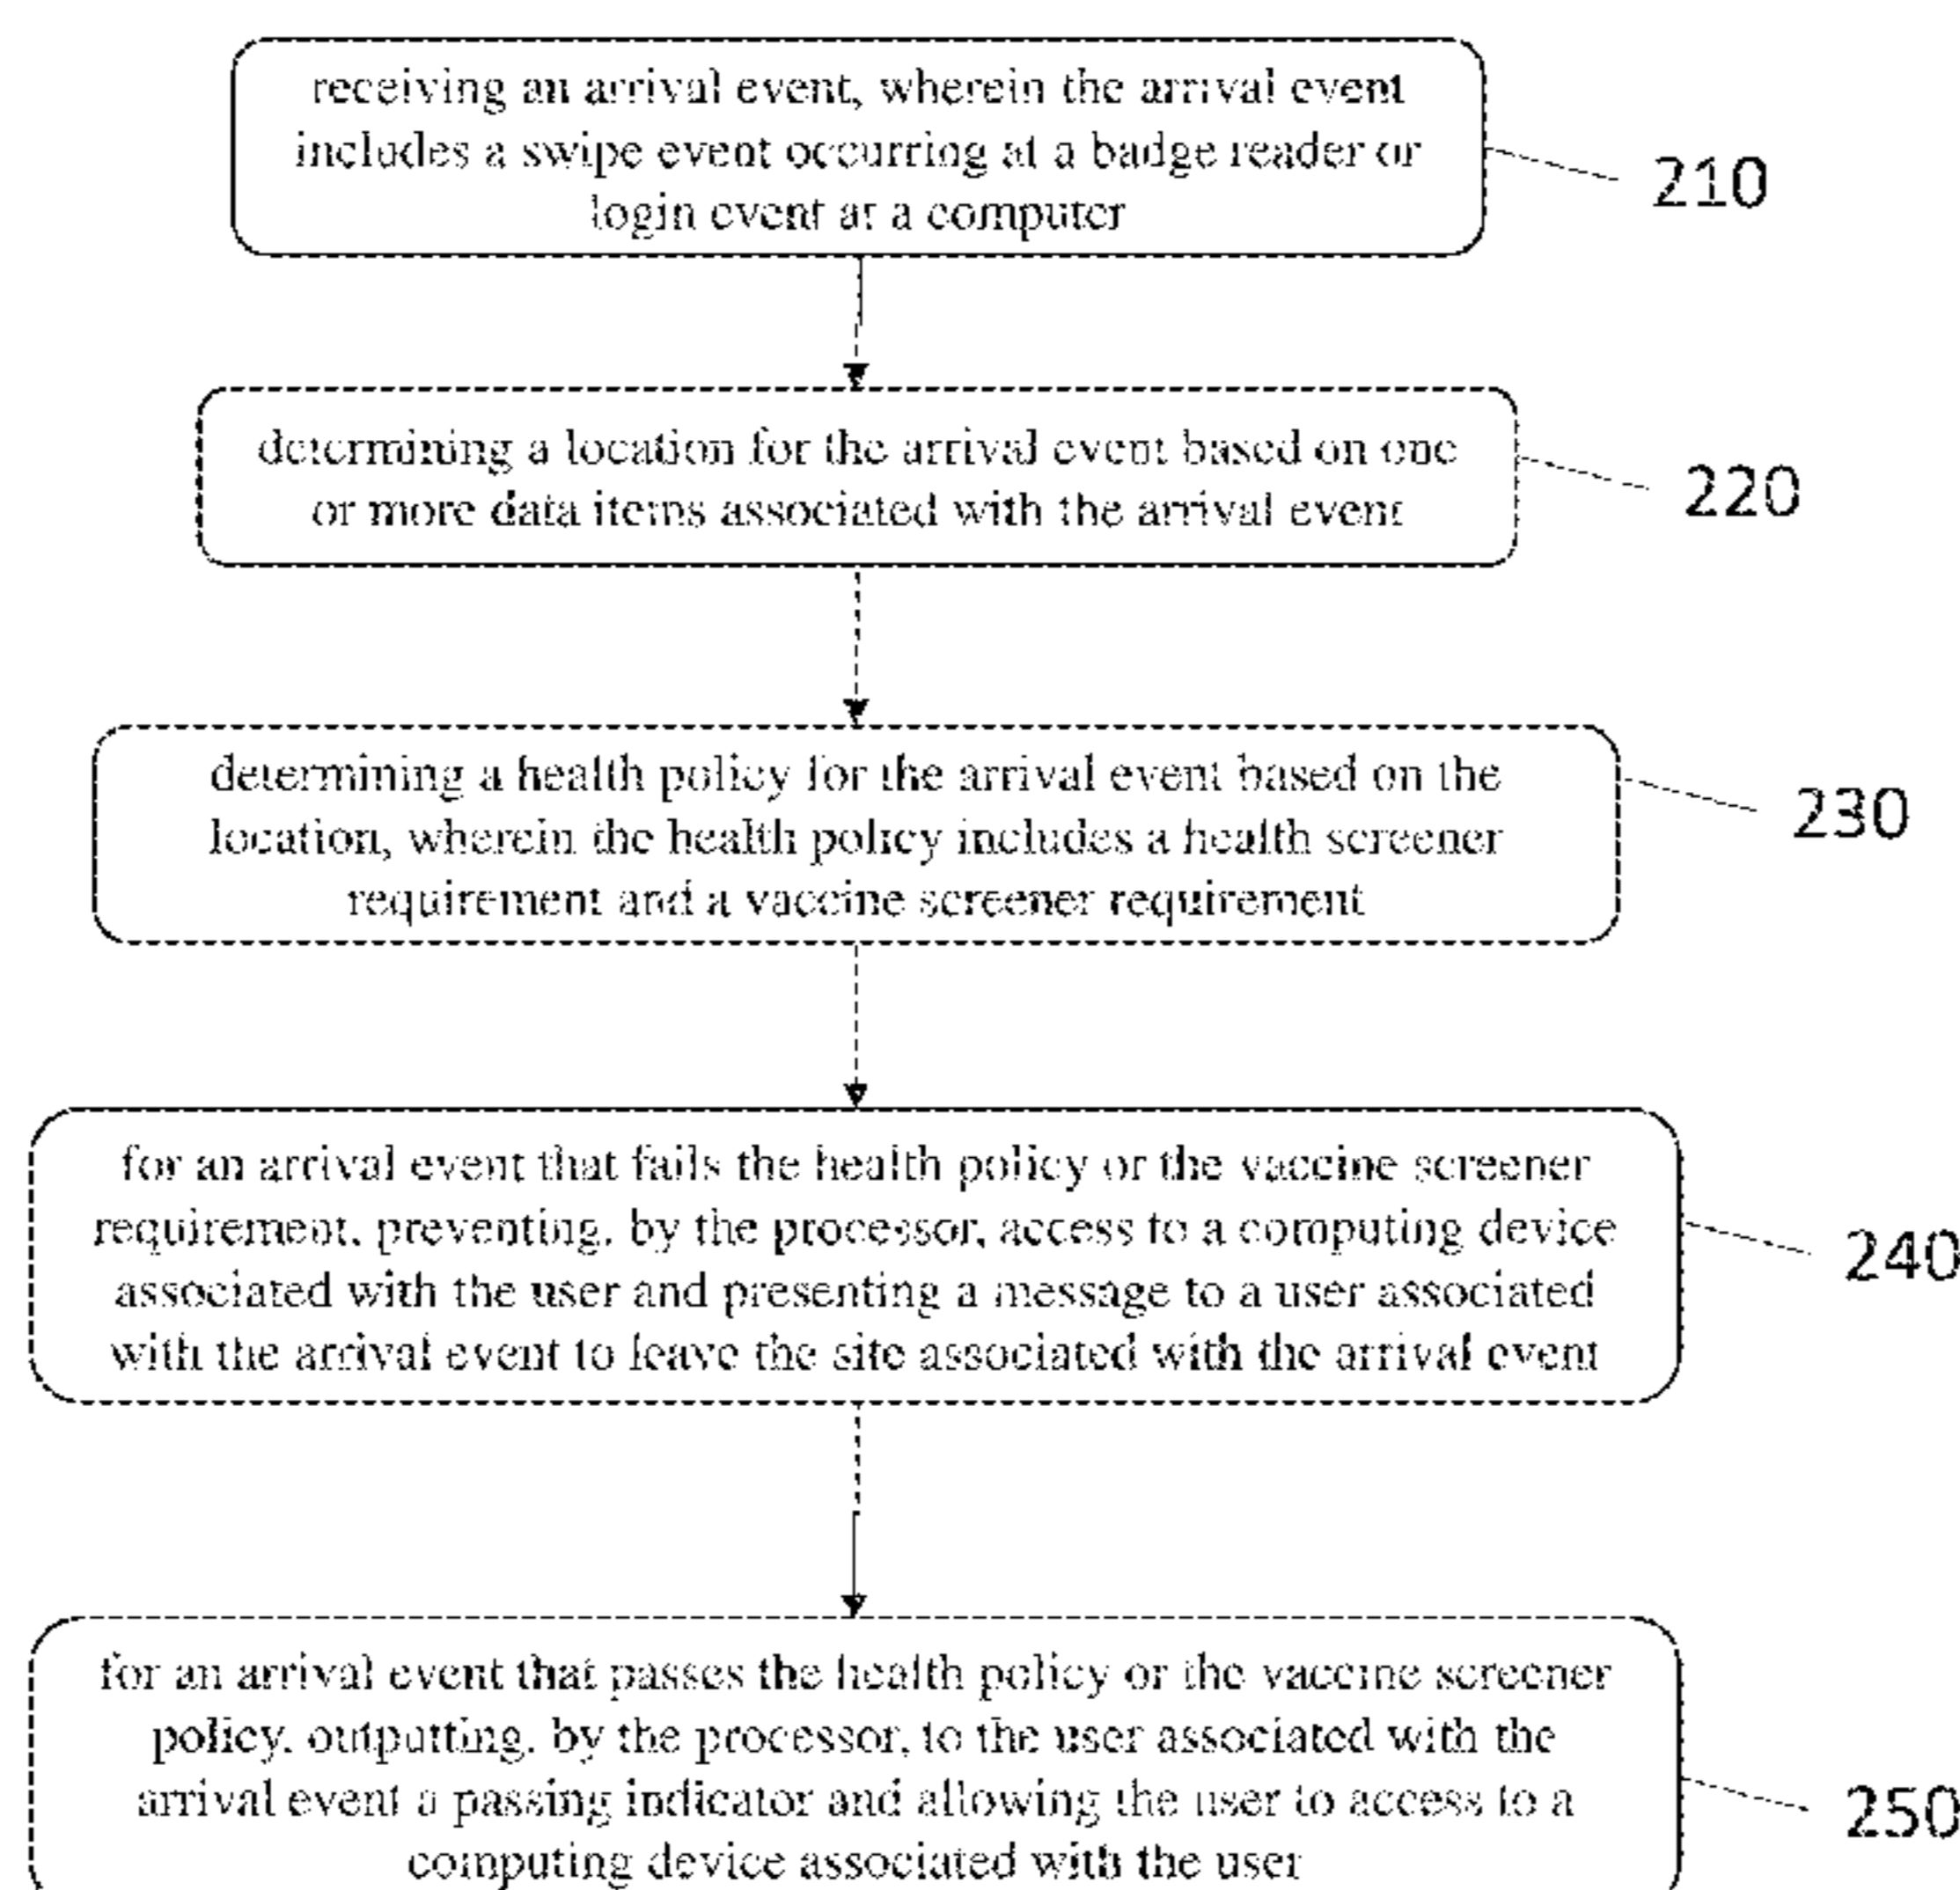 receiving an arrival event, wherein the arrival event
includes a swipe event occurring at a badge reader or
login event at a computer
210
determining a location for the arrival event based on one
or more data items associated with the arrival event
220
determining a health policy for the arrival event based on the
location, wherein the health policy includes a health screener
requirement and a vaccine screener requirement
230
for an arrival event that fails the health policy or the vaccine screener
requirement, preventing, by the processor, access to a computing device
associated with the user and presenting a message to a user associated
with the arrival event to leave the site associated with the arrival event
240
for an arrival event that passes the health policy or the vaccine screener
policy, outputting, by the processor, to the user associated with the
arrival event a passing indicator and allowing the user to access to a
computing device associated with the user
250